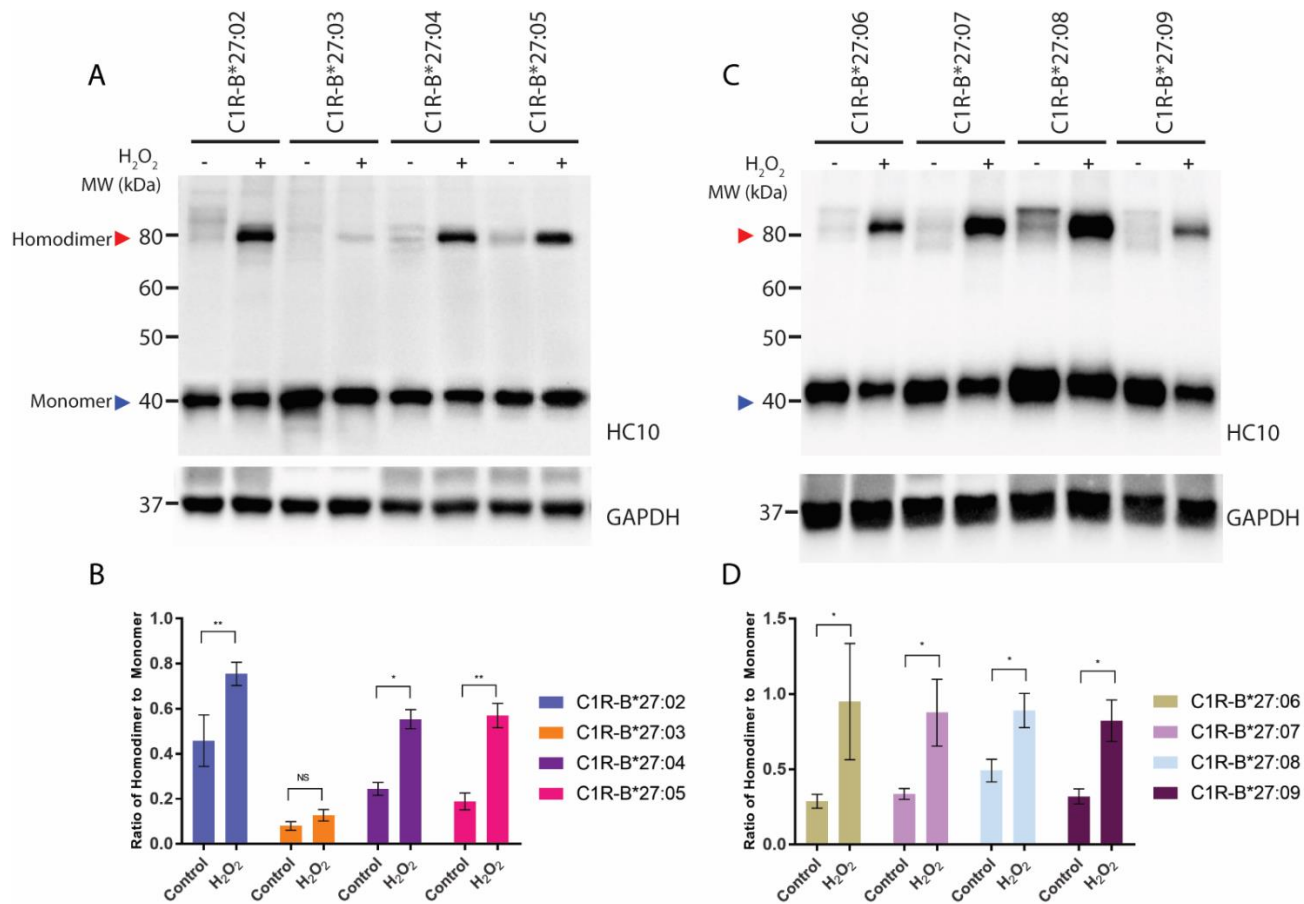 A
C1R-B*27:02
C1R-B*27:03
C1R-B*27:04
C1R-B*27:05
H₂O₂ - + - + - + - +
MW (kDa)
Homodimer 80
60
50
Monomer 40
HC10
37
GAPDH
B
Ratio of Homodimer to Monomer
1.0
0.8
0.6
0.4
0.2
0.0
** NS * **
Control H₂O₂ Control H₂O₂ Control H₂O₂ Control H₂O₂
C1R-B*27:02
C1R-B*27:03
C1R-B*27:04
C1R-B*27:05
C
C1R-B*27:06
C1R-B*27:07
C1R-B*27:08
C1R-B*27:09
H₂O₂ - + - + - + - +
MW (kDa)
80
60
50
40
HC10
37
GAPDH
D
Ratio of Homodimer to Monomer
1.5
1.0
0.5
0.0
* * * *
Control H₂O₂ Control H₂O₂ Control H₂O₂ Control H₂O₂
C1R-B*27:06
C1R-B*27:07
C1R-B*27:08
C1R-B*27:09